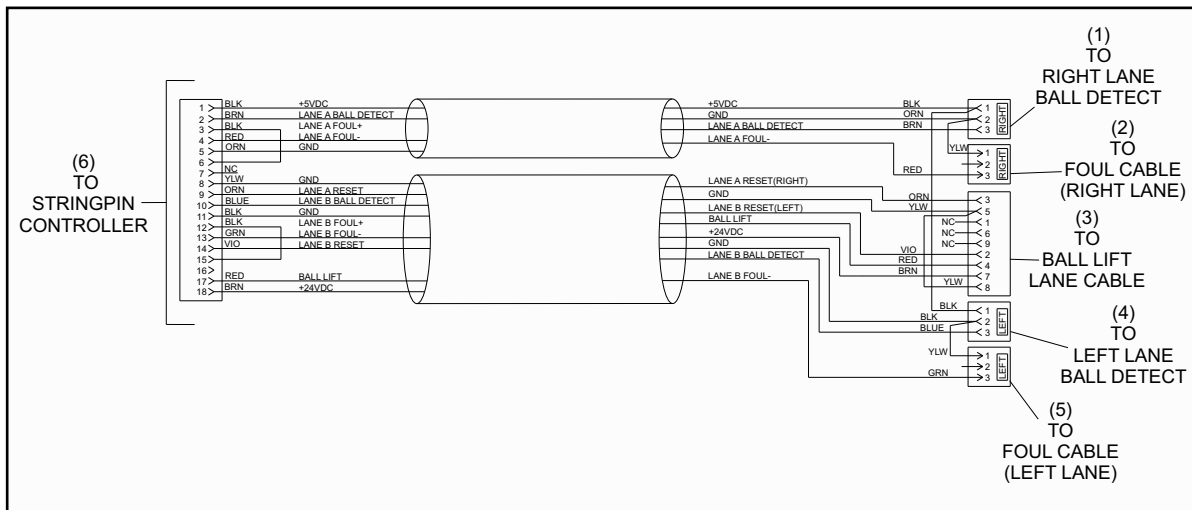 (6)
TO
STRINGPIN
CONTROLLER
1 BLK +5VDC
2 BRN LANE A BALL DETECT
3 BLK LANE A FOUL+
4 RED LANE A FOUL-
5 ORN GND
6
7 NC
8 YLW GND
9 ORN LANE A RESET
10 BLUE LANE B BALL DETECT
11 BLK GND
12 BLK LANE B FOUL+
13 GRN LANE B FOUL-
14 VIO LANE B RESET
15
16
17 RED BALL LIFT
18 BRN +24VDC
+5VDC BLK 1
GND ORN 2
LANE A BALL DETECT BRN 3
RIGHT
LANE A FOUL-
YLW 1
2
RED 3
RIGHT
LANE A RESET(RIGHT) ORN 3
GND YLW 5
NC 1
NC 6
NC 9
LANE B RESET(LEFT) VIO 2
BALL LIFT RED 4
+24VDC BRN 7
YLW 8
GND
LANE B BALL DETECT
LANE B FOUL-
BLK 1
BLK 2
BLUE 3
LEFT
YLW 1
2
GRN 3
LEFT
(1)
TO
RIGHT LANE
BALL DETECT
(2)
TO
FOUL CABLE
(RIGHT LANE)
(3)
TO
BALL LIFT
LANE CABLE
(4)
TO
LEFT LANE
BALL DETECT
(5)
TO
FOUL CABLE
(LEFT LANE)